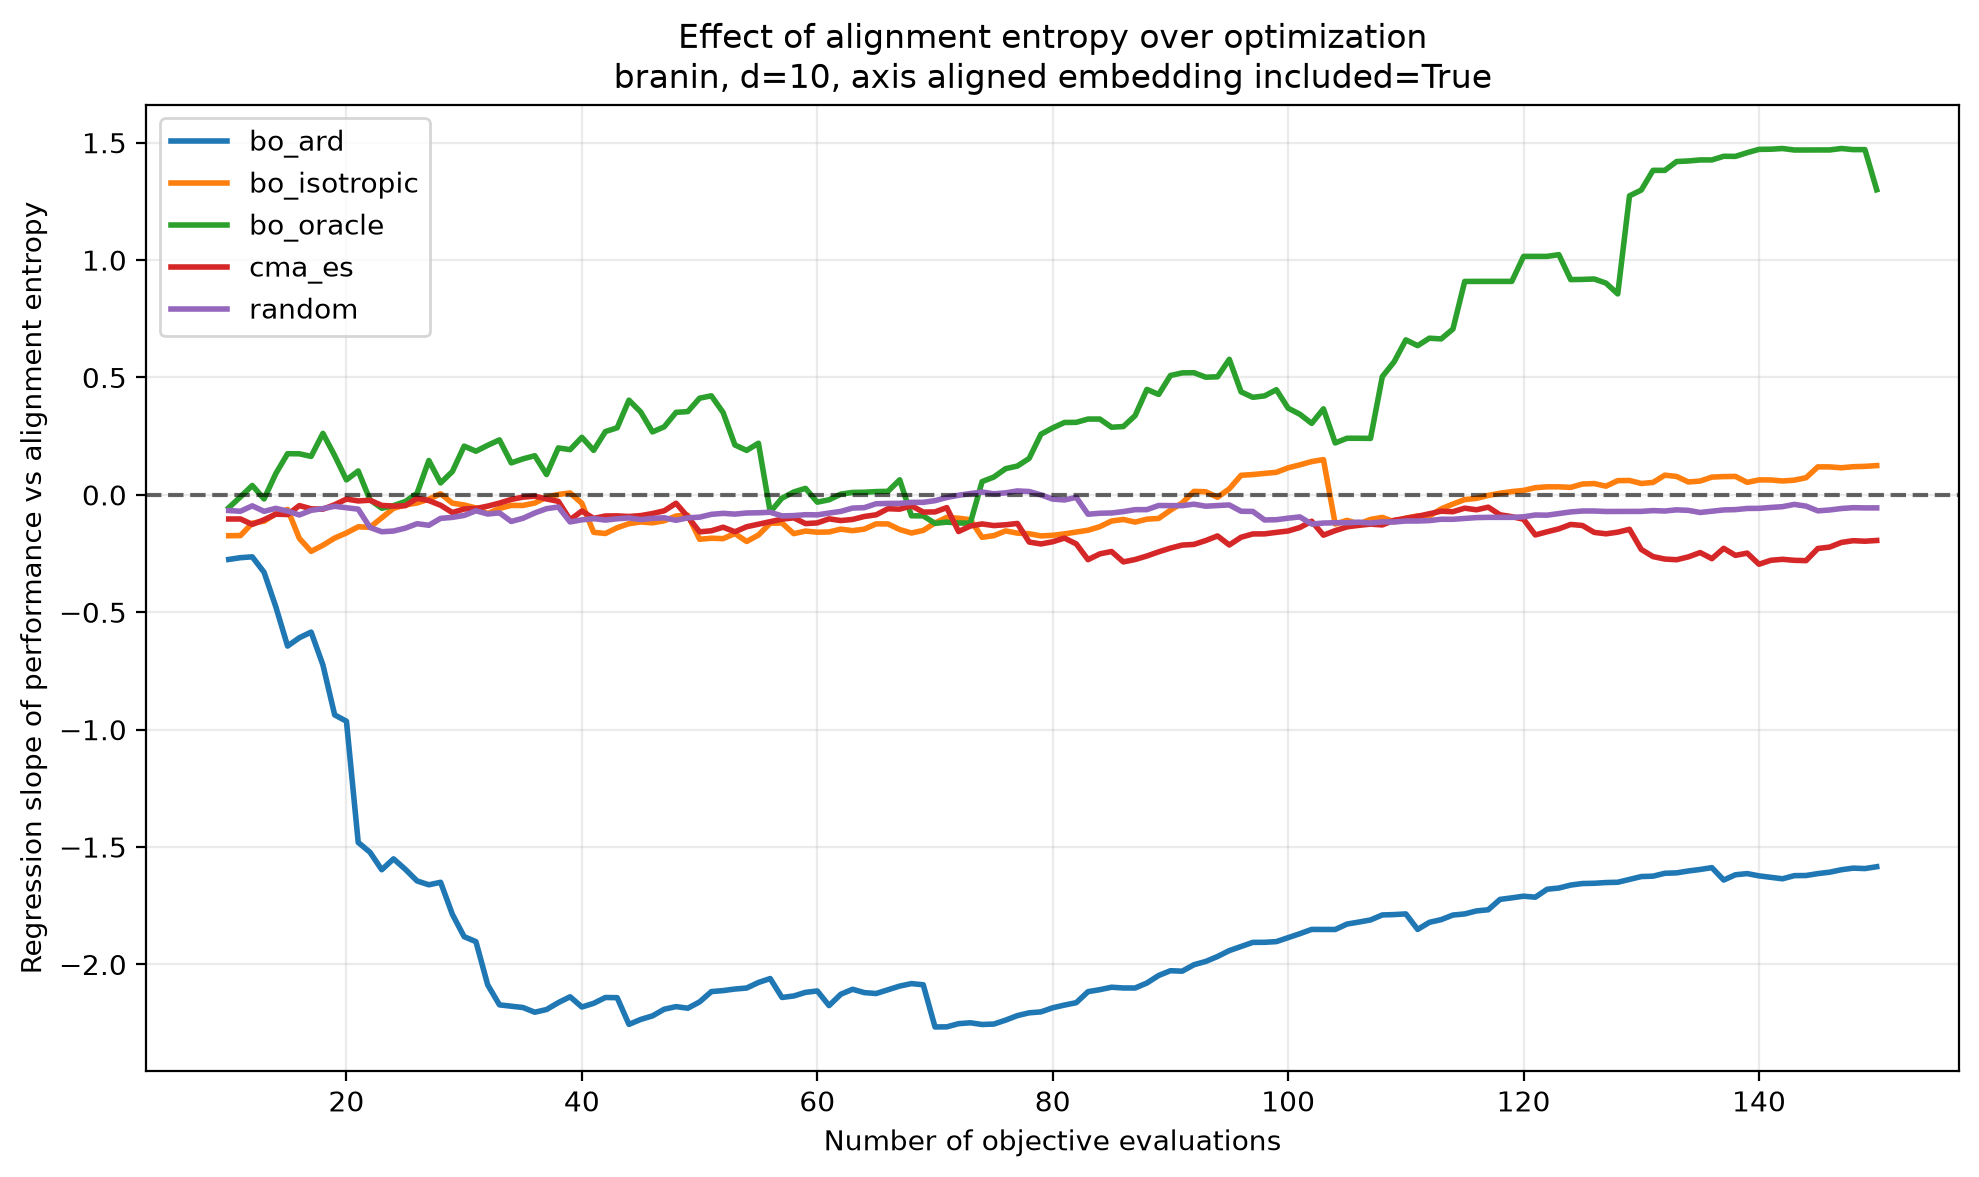 Effect of alignment entropy over optimization
branin, d=10, axis aligned embedding included=True
bo_ard
bo_isotropic
bo_oracle
cma_es
random
Regression slope of performance vs alignment entropy
1.5
1.0
0.5
0.0
−0.5
−1.0
−1.5
−2.0
20 40 60 80 100 120 140
Number of objective evaluations